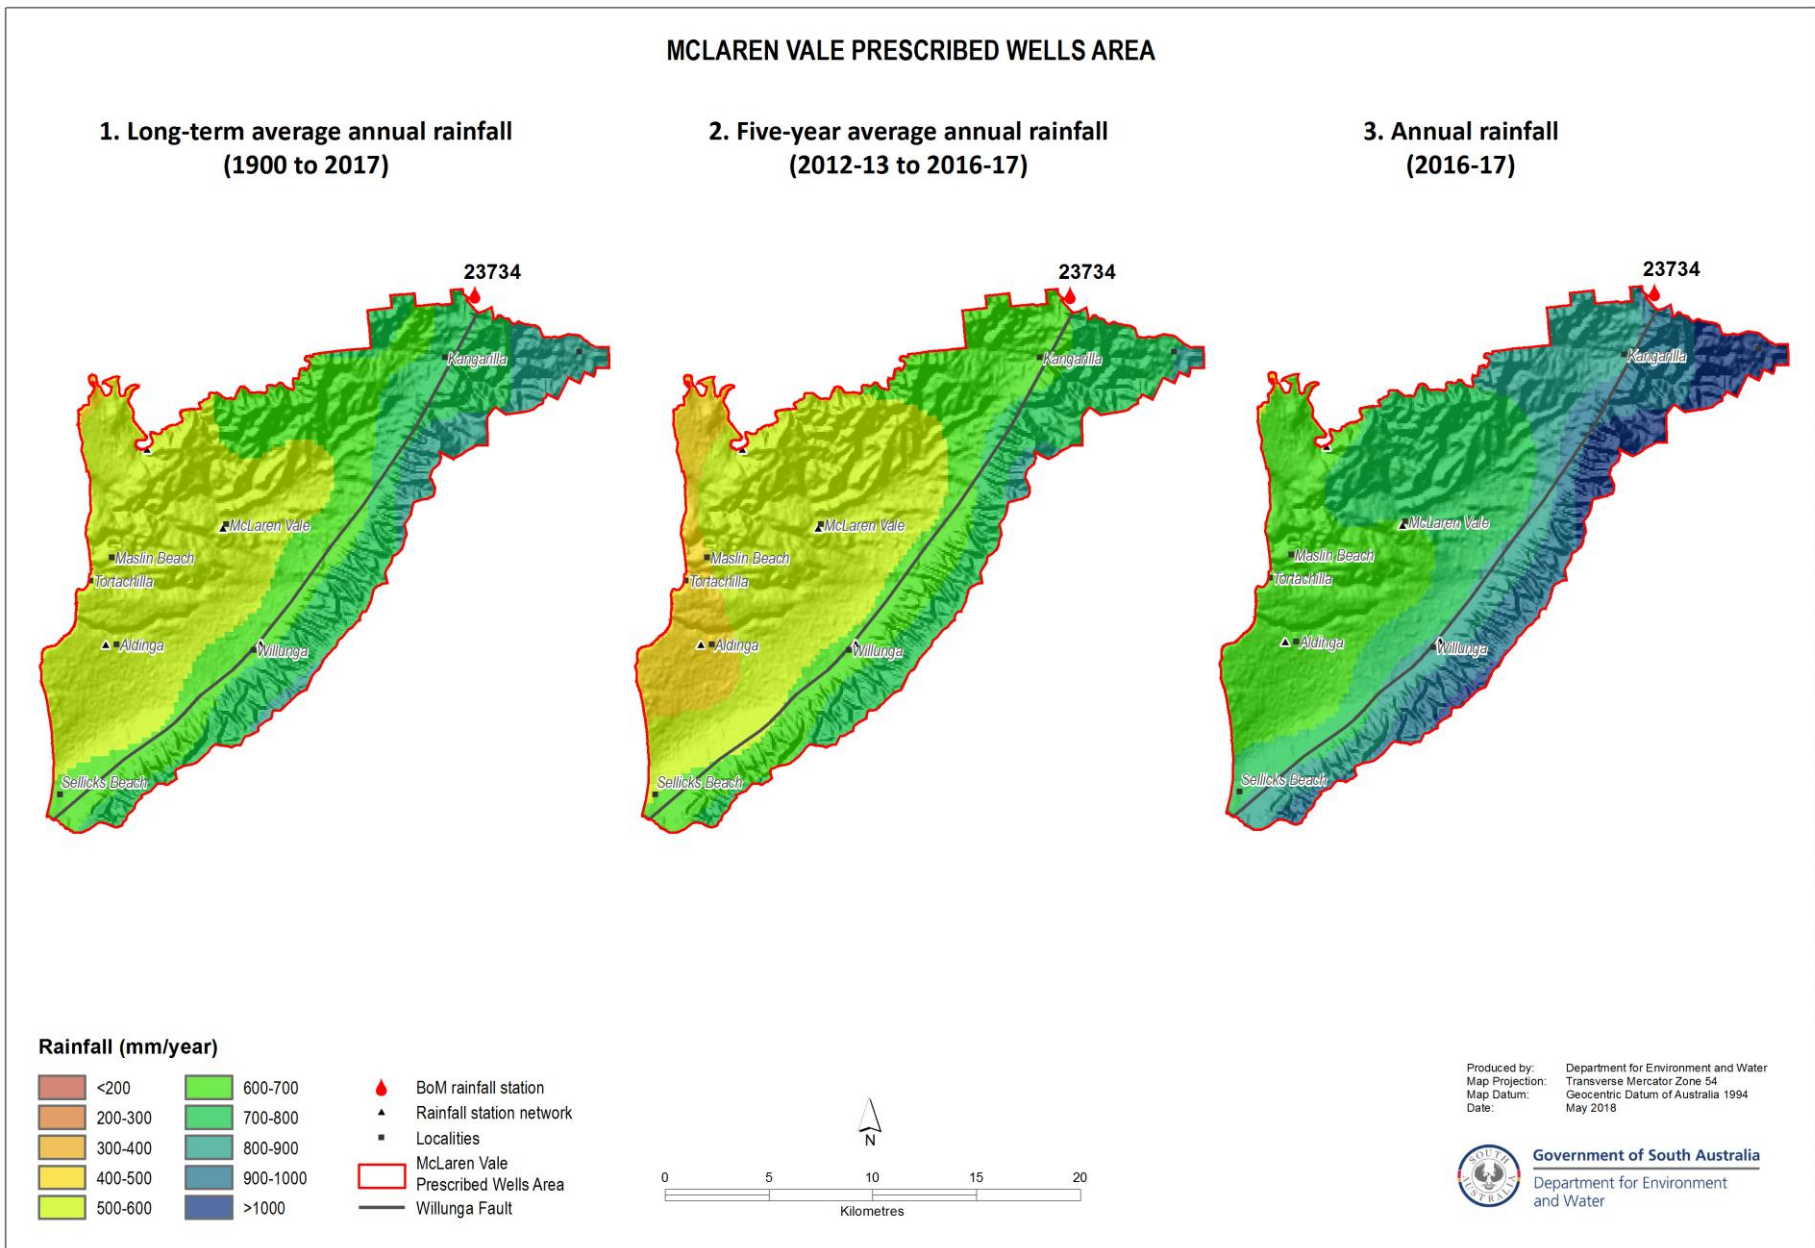 MCLAREN VALE PRESCRIBED WELLS AREA
1. Long-term average annual rainfall
(1900 to 2017)
2. Five-year average annual rainfall
(2012-13 to 2016-17)
3. Annual rainfall
(2016-17)
23734
Kangarilla
McLaren Vale
Maslin Beach
Tortachilla
Aldinga
Willunga
Sellicks Beach
23734
Kangarilla
McLaren Vale
Maslin Beach
Tortachilla
Aldinga
Willunga
Sellicks Beach
23734
Kangarilla
McLaren Vale
Maslin Beach
Tortachilla
Aldinga
Willunga
Sellicks Beach
Rainfall (mm/year)
<200
200-300
300-400
400-500
500-600
600-700
700-800
800-900
900-1000
>1000
BoM rainfall station
Rainfall station network
Localities
McLaren Vale
Prescribed Wells Area
Willunga Fault
N
0 5 10 15 20
Kilometres
Produced by: Department for Environment and Water
Map Projection: Transverse Mercator Zone 54
Map Datum: Geocentric Datum of Australia 1994
Date: May 2018
SOUTH AUSTRALIA
Government of South Australia
Department for Environment
and Water